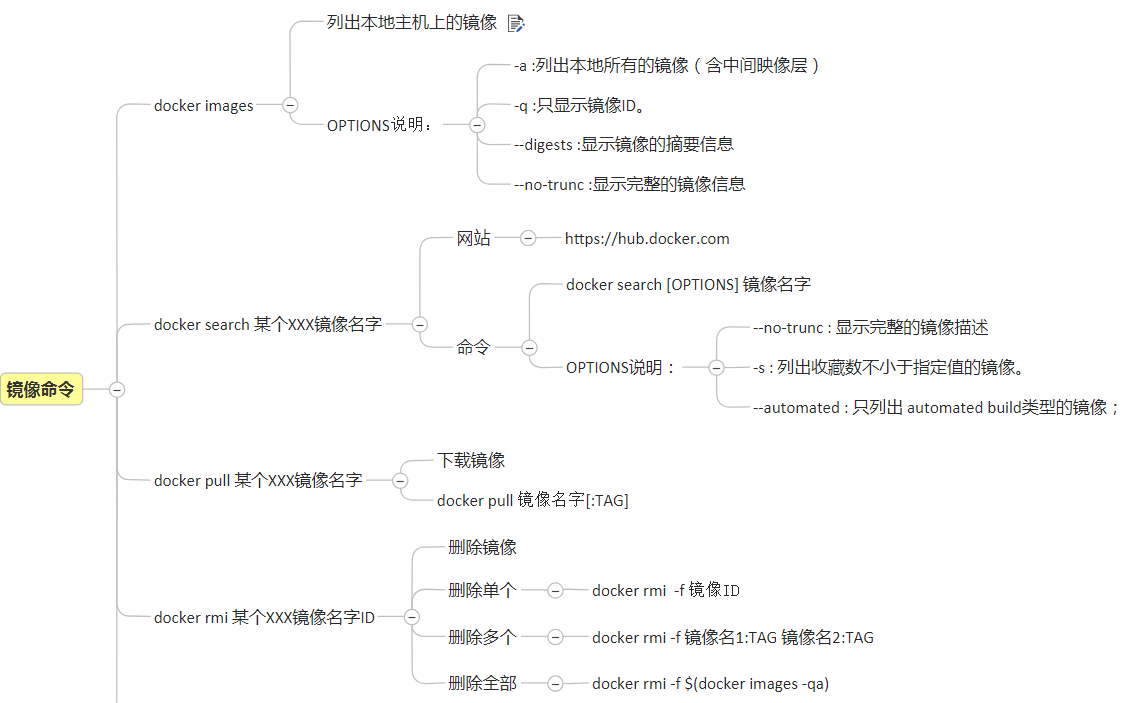 镜像命令
docker images
列出本地主机上的镜像
OPTIONS说明：
-a :列出本地所有的镜像（含中间映像层）
-q :只显示镜像ID。
--digests :显示镜像的摘要信息
--no-trunc :显示完整的镜像信息
docker search 某个XXX镜像名字
网站
https://hub.docker.com
命令
docker search [OPTIONS] 镜像名字
OPTIONS说明：
--no-trunc : 显示完整的镜像描述
-s : 列出收藏数不小于指定值的镜像。
--automated : 只列出 automated build类型的镜像；
docker pull 某个XXX镜像名字
下载镜像
docker pull 镜像名字[:TAG]
docker rmi 某个XXX镜像名字ID
删除镜像
删除单个
docker rmi  -f 镜像ID
删除多个
docker rmi -f 镜像名1:TAG 镜像名2:TAG
删除全部
docker rmi -f $(docker images -qa)